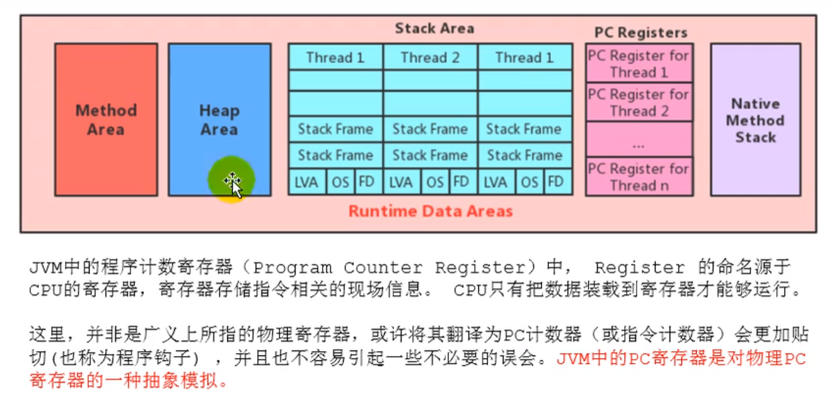 Stack Area
PC Registers
Method
Area
Heap
Area
Thread 1 Thread 2 Thread 1
Stack Frame Stack Frame Stack Frame
Stack Frame Stack Frame Stack Frame
LVA OS FD LVA OS FD LVA OS FD
PC Register for
Thread 1
PC Register for
Thread 2
...
PC Register for
Thread n
Native
Method
Stack
Runtime Data Areas
JVM中的程序计数寄存器（Program Counter Register）中， Register 的命名源于
CPU的寄存器，寄存器存储指令相关的现场信息。 CPU只有把数据装载到寄存器才能够运行。
这里，并非是广义上所指的物理寄存器，或许将其翻译为PC计数器（或指令计数器）会更加贴
切(也称为程序钩子) ，并且也不容易引起一些不必要的误会。JVM中的PC寄存器是对物理PC
寄存器的一种抽象模拟。